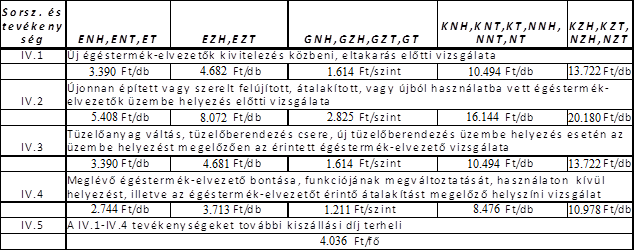 Sorsz. és
tevékeny
ség
ENH,ENT,ET
EZH,EZT
GNH,GZH,GZT,GT
KNH,KNT,KT,NNH,
NNT,NT
KZH,KZT,
NZH,NZT
IV.1
Új égéstermék-elvezetők kivitelezés közbeni, eltakarás előtti vizsgálata
3.390 Ft/db
4.682 Ft/db
1.614 Ft/szint
10.494 Ft/db
13.722 Ft/db
IV.2
Újonnan épített vagy szerelt felújított, átalakított, vagy újból használatba vett égéstermék-
elvezetők üzembe helyezés előtti vizsgálata
5.408 Ft/db
8.072 Ft/db
2.825 Ft/szint
16.144 Ft/db
20.180 Ft/db
IV.3
Tüzelőanyag váltás, tüzelőberendezés csere, új tüzelőberendezés üzembe helyezés esetén az
üzembe helyezést megelőzően az érintett égéstermék-elvezető vizsgálata
3.390 Ft/db
4.681 Ft/db
1.614 Ft/szint
10.494 Ft/db
13.722 Ft/db
IV.4
Meglévő égéstermék-elvezető bontása, funkciójának megváltoztatását, használaton kívül
helyezést, illetve az égéstermék-elvezetőt érintő átalakítást megelőző helyszíni vizsgálat
2.744 Ft/db
3.713 Ft/db
1.211 Ft/szint
8.476 Ft/db
10.978 Ft/db
IV.5
A IV.1-IV.4 tevékenységeket további kiszállási díj terheli
4.036 Ft/fő